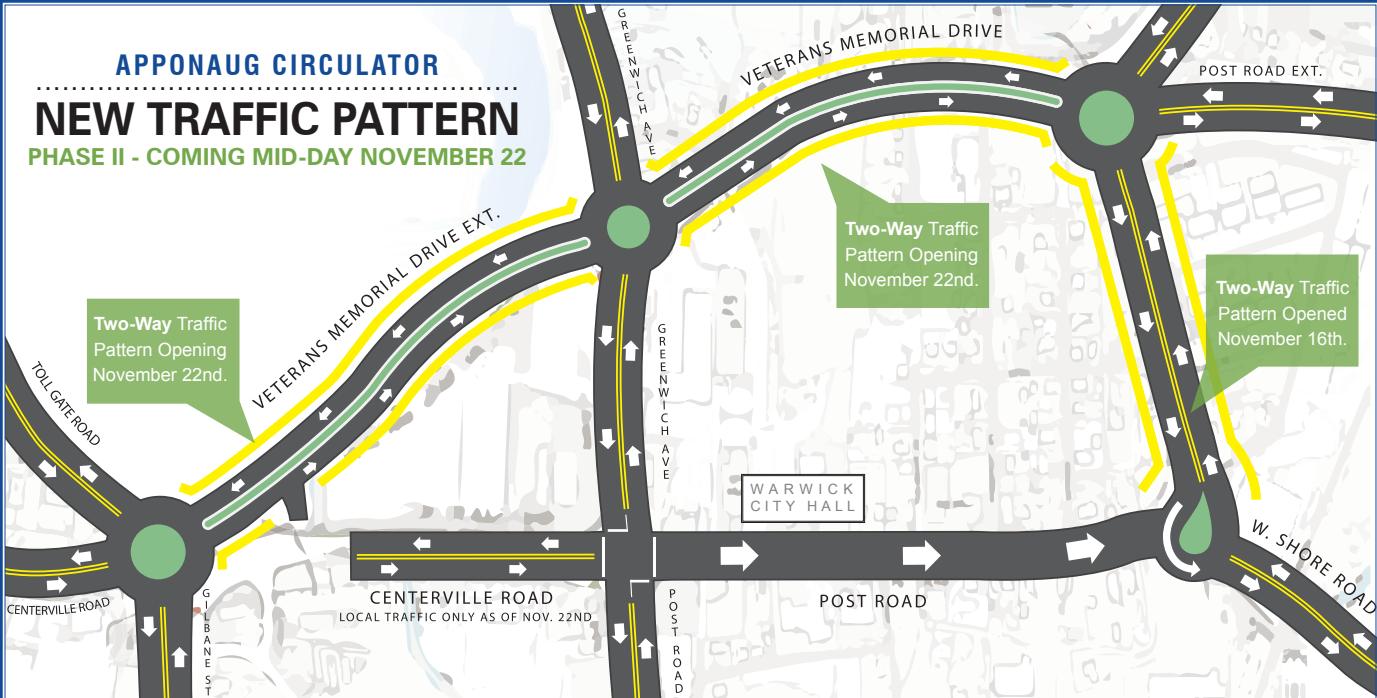 APPONAUG CIRCULATOR
NEW TRAFFIC PATTERN
PHASE II - COMING MID-DAY NOVEMBER 22
GREENWICH AVE
VETERANS MEMORIAL DRIVE
POST ROAD EXT.
VETERANS MEMORIAL DRIVE EXT.
Two-Way Traffic
Pattern Opening
November 22nd.
Two-Way Traffic
Pattern Opened
November 16th.
Two-Way Traffic
Pattern Opening
November 22nd.
TOLL GATE ROAD
GREENWICH AVE
WARWICK
CITY HALL
W. SHORE ROAD
CENTERVILLE ROAD
GILBANE ST
CENTERVILLE ROAD
LOCAL TRAFFIC ONLY AS OF NOV. 22ND
POST ROAD
POST ROAD